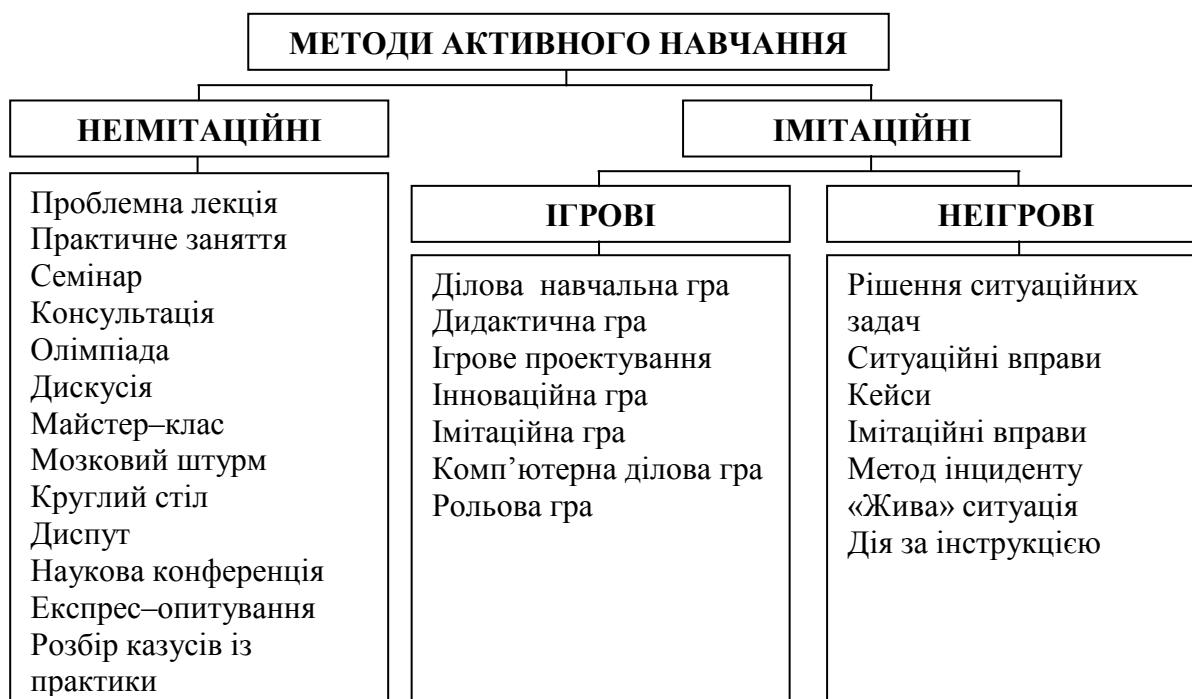 МЕТОДИ АКТИВНОГО НАВЧАННЯ
НЕІМІТАЦІЙНІ
ІМІТАЦІЙНІ
Проблемна лекція
Практичне заняття
Семінар
Консультація
Олімпіада
Дискусія
Майстер–клас
Мозковий штурм
Круглий стіл
Диспут
Наукова конференція
Експрес–опитування
Розбір казусів із
практики
ІГРОВІ
Ділова навчальна гра
Дидактична гра
Ігрове проектування
Інноваційна гра
Імітаційна гра
Комп’ютерна ділова гра
Рольова гра
НЕІГРОВІ
Рішення ситуаційних
задач
Ситуаційні вправи
Кейси
Імітаційні вправи
Метод інциденту
«Жива» ситуація
Дія за інструкцією